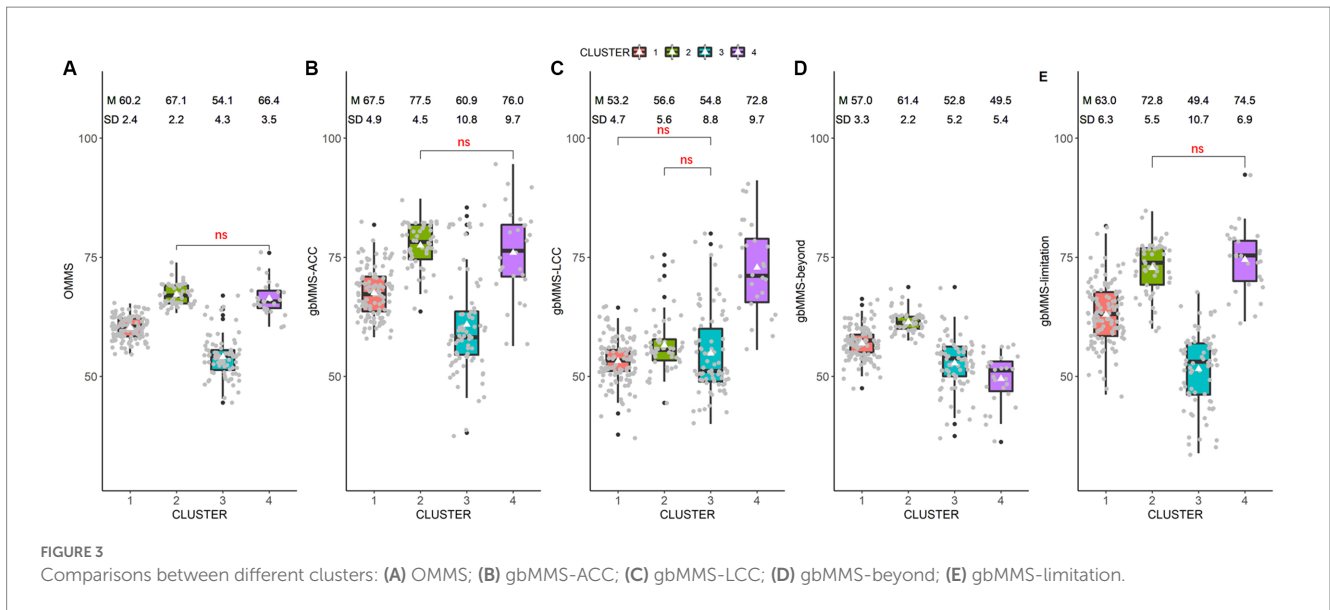 CLUSTER 1 2 3 4
A
M 60.2 67.1 54.1 66.4
SD 2.4 2.2 4.3 3.5
100
75
50
OMMS
ns
1 2 3 4
CLUSTER
B
M 67.5 77.5 60.9 76.0
SD 4.9 4.5 10.8 9.7
100
75
50
gbMMS-ACC
ns
1 2 3 4
CLUSTER
C
M 53.2 56.6 54.8 72.8
SD 4.7 5.6 8.8 9.7
100
75
50
gbMMS-LCC
ns
ns
1 2 3 4
CLUSTER
D
M 57.0 61.4 52.8 49.5
SD 3.3 2.2 5.2 5.4
100
75
50
gbMMS-beyond
1 2 3 4
CLUSTER
E
M 63.0 72.8 49.4 74.5
SD 6.3 5.5 10.7 6.9
100
75
50
gbMMS-limitation
ns
1 2 3 4
CLUSTER
FIGURE 3
Comparisons between different clusters: (A) OMMS; (B) gbMMS-ACC; (C) gbMMS-LCC; (D) gbMMS-beyond; (E) gbMMS-limitation.